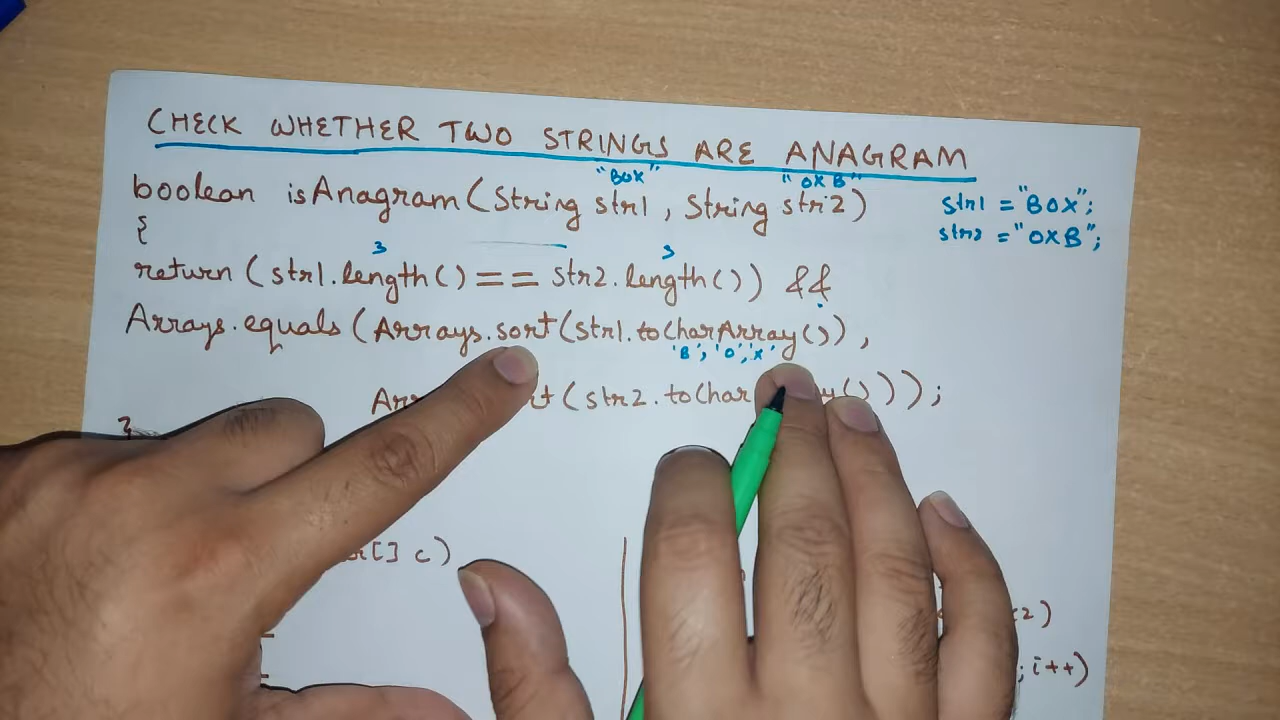 CHECK WHETHER TWO STRINGS ARE ANAGRAM
"BOX" "OXB"
boolean isAnagram(String str1, String str2)
str1 = "BOX";
str2 = "OXB";
{
3 3
return (str1.length() == str2.length()) &&
Arrays.equals(Arrays.sort(str1.toCharArray()),
'B', 'O', 'X'
(str2.toChar ()));
}
[] c)
2)
; i++)